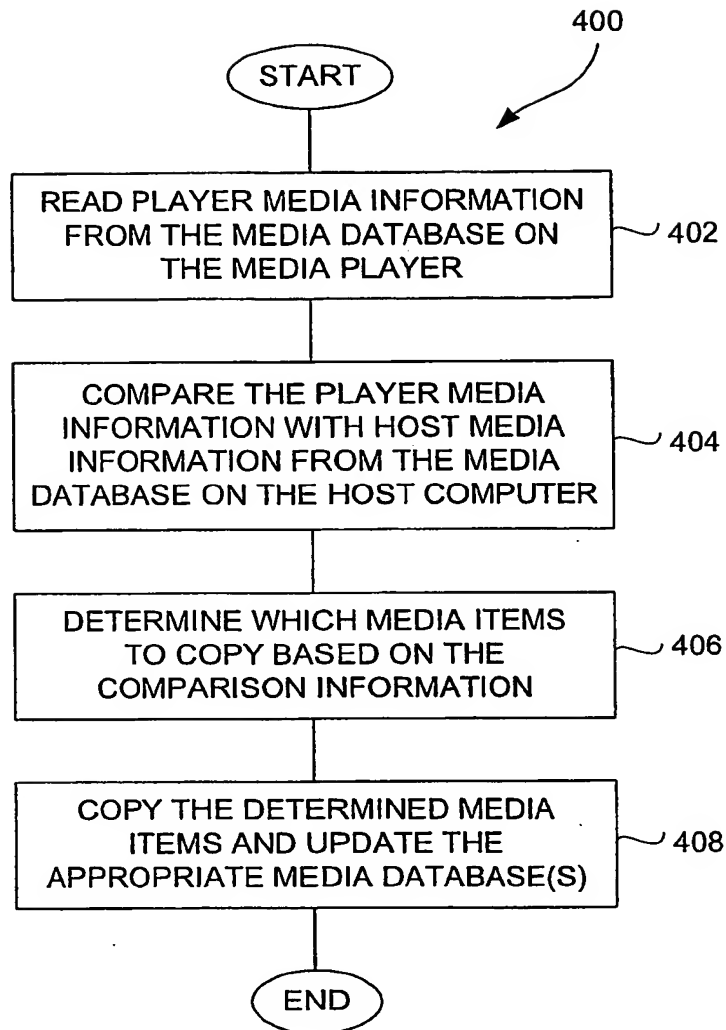 400
START
READ PLAYER MEDIA INFORMATION
FROM THE MEDIA DATABASE ON
THE MEDIA PLAYER
402
COMPARE THE PLAYER MEDIA
INFORMATION WITH HOST MEDIA
INFORMATION FROM THE MEDIA
DATABASE ON THE HOST COMPUTER
404
DETERMINE WHICH MEDIA ITEMS
TO COPY BASED ON THE
COMPARISON INFORMATION
406
COPY THE DETERMINED MEDIA
ITEMS AND UPDATE THE
APPROPRIATE MEDIA DATABASE(S)
408
END